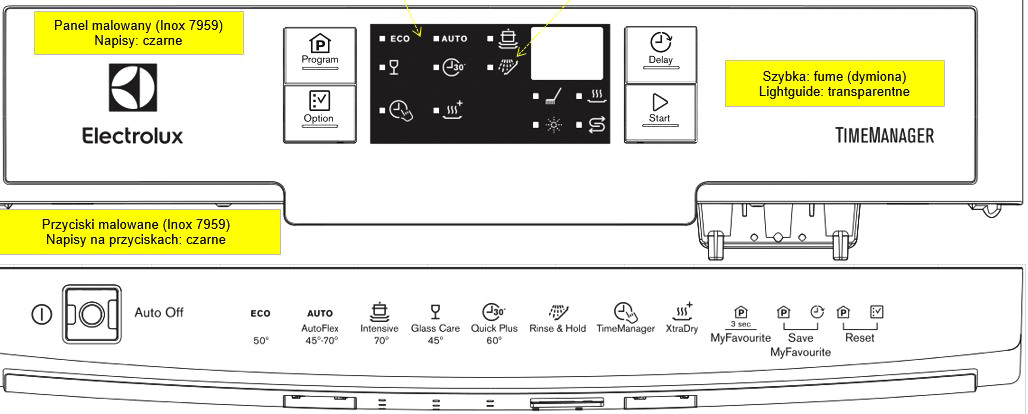 Panel malowany (Inox 7959)
Napisy: czarne
Electrolux
Program
Option
ECO
AUTO
30'
Delay
Start
Szybka: fume (dymiona)
Lightguide: transparentne
TIMEMANAGER
Przyciski malowane (Inox 7959)
Napisy na przyciskach: czarne
Auto Off
ECO
50°
AUTO
AutoFlex
45°-70°
Intensive
70°
Glass Care
45°
30'
Quick Plus
60°
Rinse & Hold
TimeManager
XtraDry
P
3 sec
MyFavourite
P
Save
MyFavourite
P
Reset